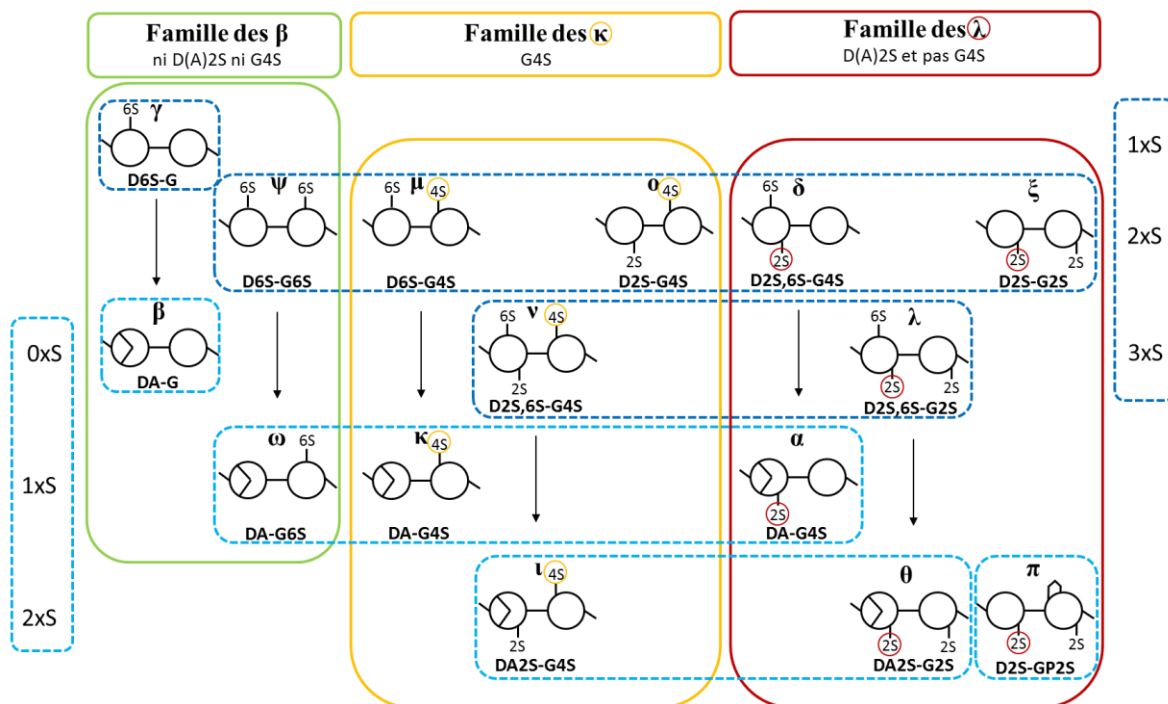 Famille des β
ni D(A)2S ni G4S
Famille des κ
G4S
Famille des λ
D(A)2S et pas G4S
γ
6S
D6S-G
1xS
ψ
6S 6S
D6S-G6S
μ
6S 4S
D6S-G4S
ο
4S
2S
D2S-G4S
δ
6S
2S
D2S,6S-G4S
ξ
2S 2S
D2S-G2S
2xS
β
DA-G
0xS
ν
6S 4S
2S
D2S,6S-G4S
λ
6S
2S 2S
D2S,6S-G2S
3xS
ω
6S
DA-G6S
κ
4S
DA-G4S
α
2S
DA-G4S
1xS
ι
4S
2S
DA2S-G4S
θ
2S 2S
DA2S-G2S
π
2S 2S
D2S-GP2S
2xS